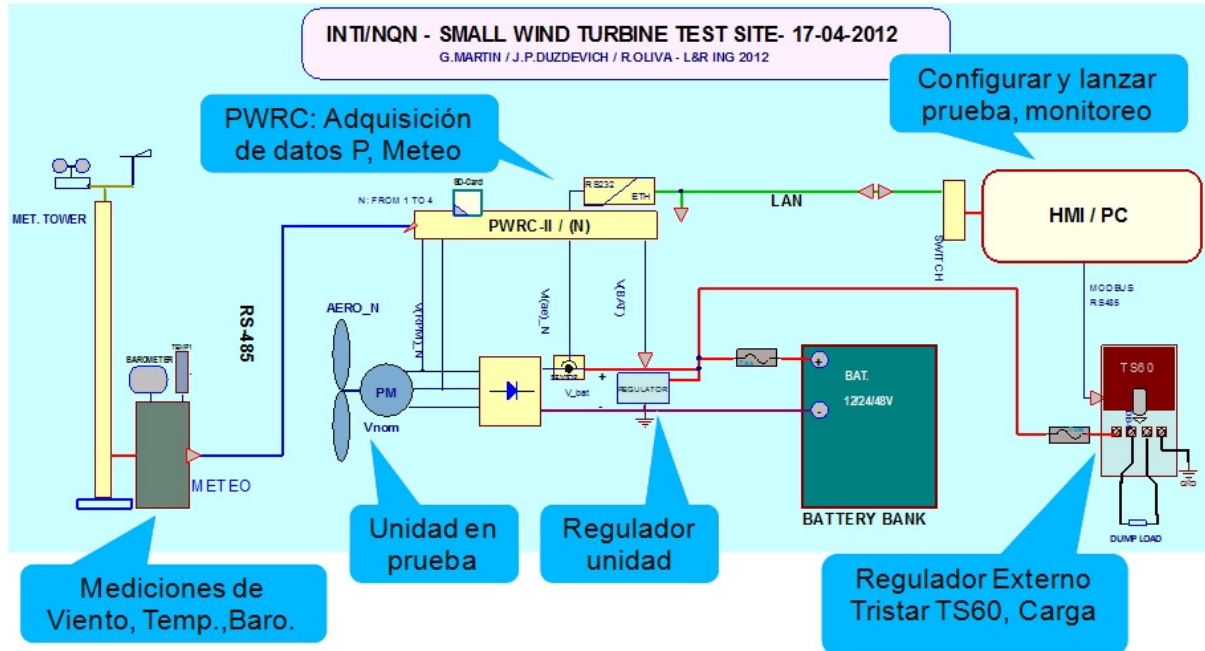 INTI/NQN - SMALL WIND TURBINE TEST SITE- 17-04-2012
G.MARTIN / J.P.DUZDEVICH / R.OLIVA - L&R ING 2012
Configurar y lanzar
prueba, monitoreo
PWRC: Adquisición
de datos P, Meteo
SD-Card
RS232
ETH
N: FROM 1 TO 4
MET. TOWER
PWRC-II / (N)
LAN
SWITCH
HMI / PC
MODBUS
RS485
RS-485
AERO_N
V(RPM)_N
V(BAT)
BAROMETER
TEMP1
TS60
PM
Vnom
V_bat
+
-
REGULATOR
+
-
BAT.
12/24/48V
METEO
BATTERY BANK
DUMP LOAD
Unidad en
prueba
Regulador
unidad
Mediciones de
Viento, Temp.,Baro.
Regulador Externo
Tristar TS60, Carga